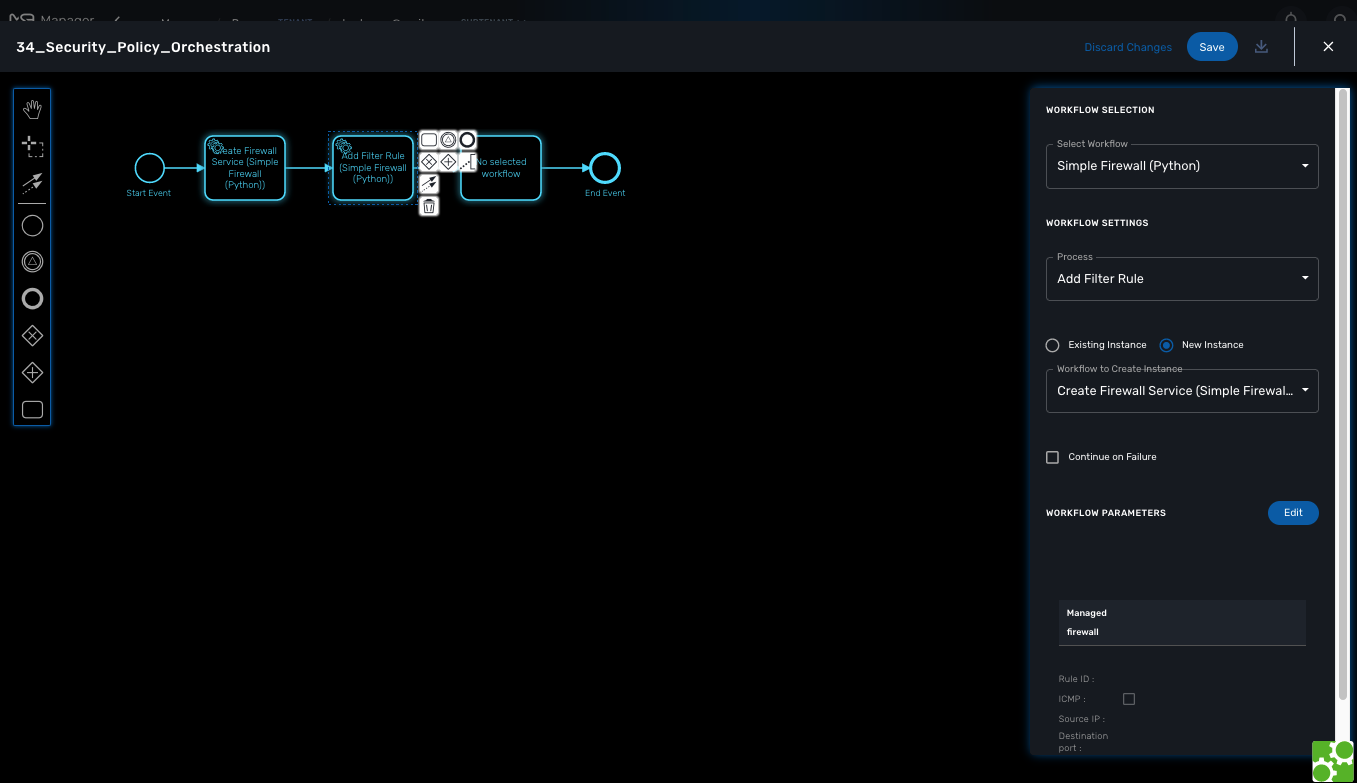 Manager
34_Security_Policy_Orchestration
Discard Changes
Save
Start Event
Create Firewall
Service (Simple
Firewall
(Python))
Add Filter Rule
(Simple Firewall
(Python))
No selected
workflow
End Event
WORKFLOW SELECTION
Select Workflow
Simple Firewall (Python)
WORKFLOW SETTINGS
Process
Add Filter Rule
Existing Instance
New Instance
Workflow to Create Instance
Create Firewall Service (Simple Firewal...
Continue on Failure
WORKFLOW PARAMETERS
Edit
Managed
firewall
Rule ID :
ICMP :
Source IP :
Destination
port :